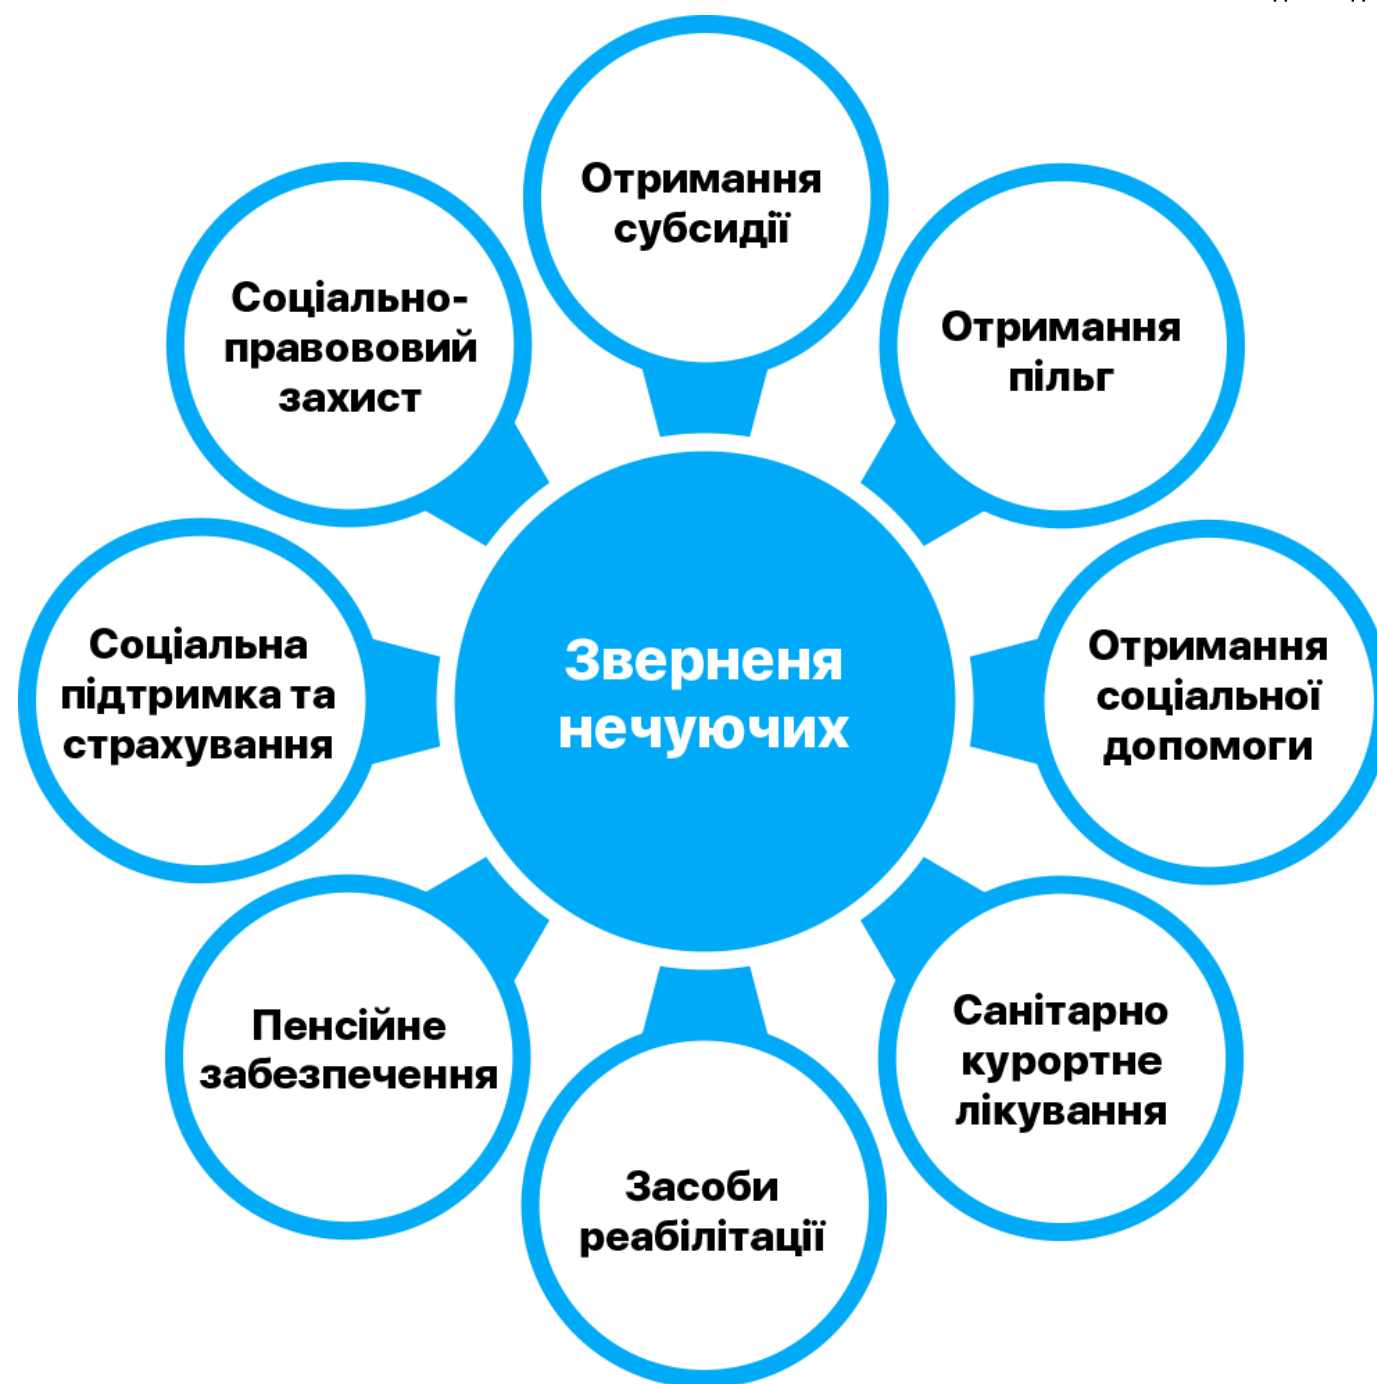 Отримання
субсидії
Соціально-
правововий
захист
Отримання
пільг
Соціальна
підтримка та
страхування
Зверненя
нечуючих
Отримання
соціальної
допомоги
Пенсійне
забезпечення
Санітарно
курортне
лікування
Засоби
реабілітації